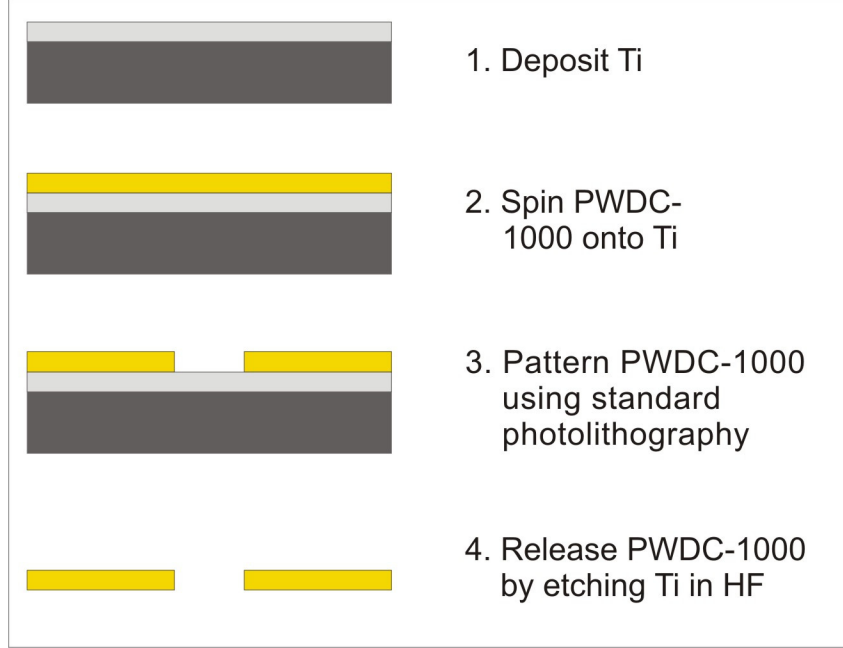 1. Deposit Ti
2. Spin PWDC-
1000 onto Ti
3. Pattern PWDC-1000
using standard
photolithography
4. Release PWDC-1000
by etching Ti in HF